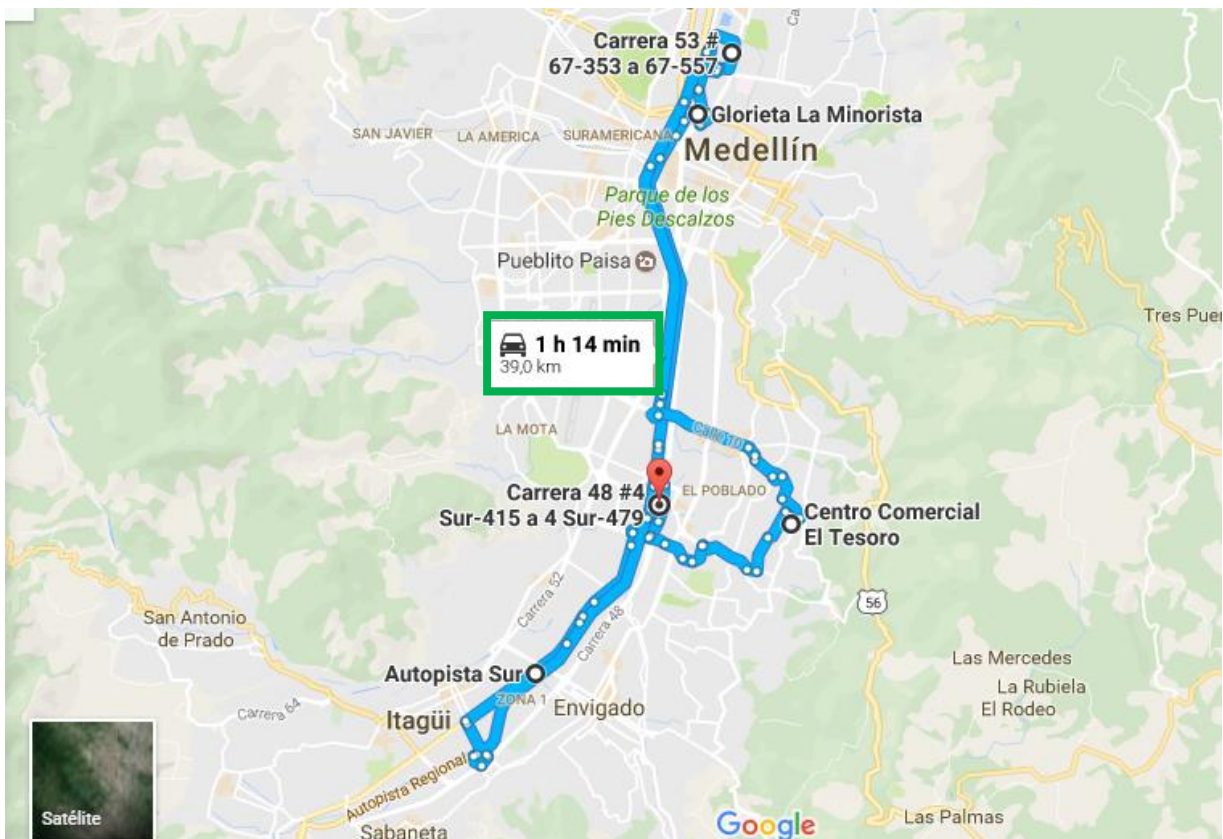 Carrera 53 #
67-353 a 67-557
Glorieta La Minorista
SAN JAVIER
LA AMERICA
SURAMERICANA
Medellín
Parque de los
Pies Descalzos
Pueblito Paisa
Tres Puer
1 h 14 min
39,0 km
LA MOTA
Calle 10
Carrera 48 #4
Sur-415 a 4 Sur-479
EL POBLADO
Centro Comercial
El Tesoro
Carrera 52
56
San Antonio
de Prado
Carrera 48
Las Mercedes
Autopista Sur
La Rubiela
El Rodeo
ZONA 1
Envigado
Carrera 64
Itagüi
Autopista Regional
Satélite
Sabaneta
Google
Las Palmas